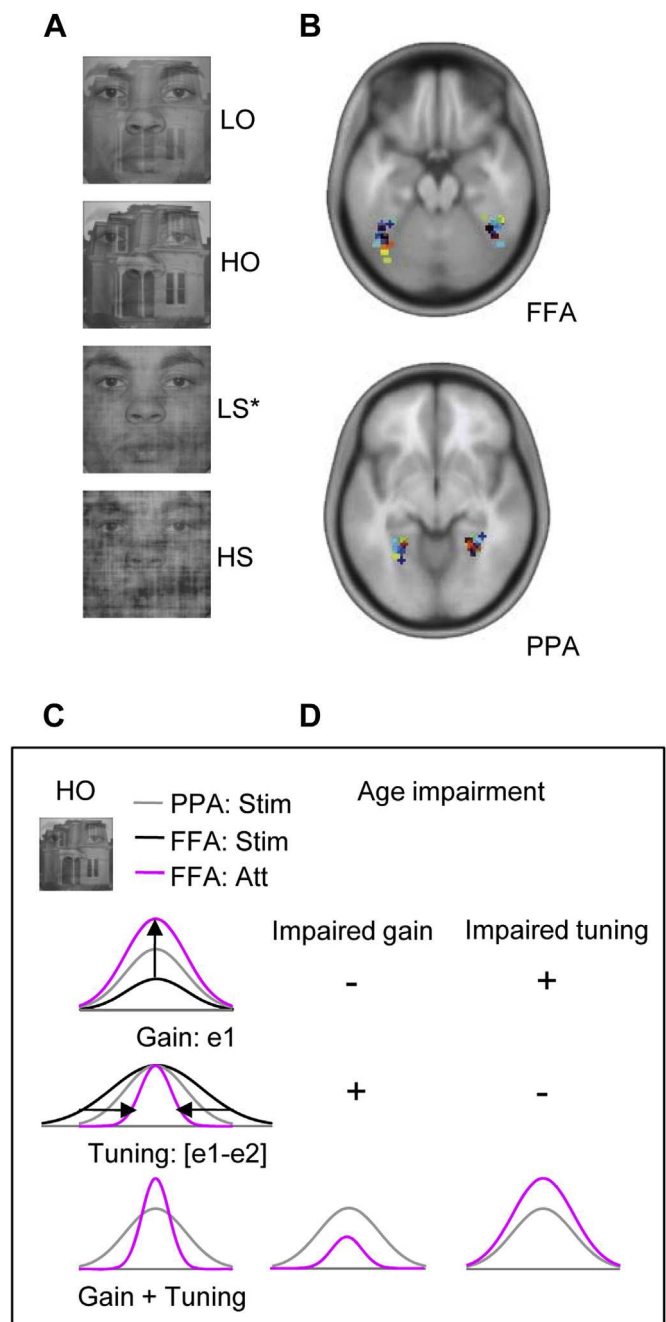 A
LO
HO
LS*
HS
B
FFA
PPA
C
HO
PPA: Stim
FFA: Stim
FFA: Att
Gain: e1
Tuning: [e1-e2]
Gain + Tuning
D
Age impairment
Impaired gain
Impaired tuning
- +
+ -